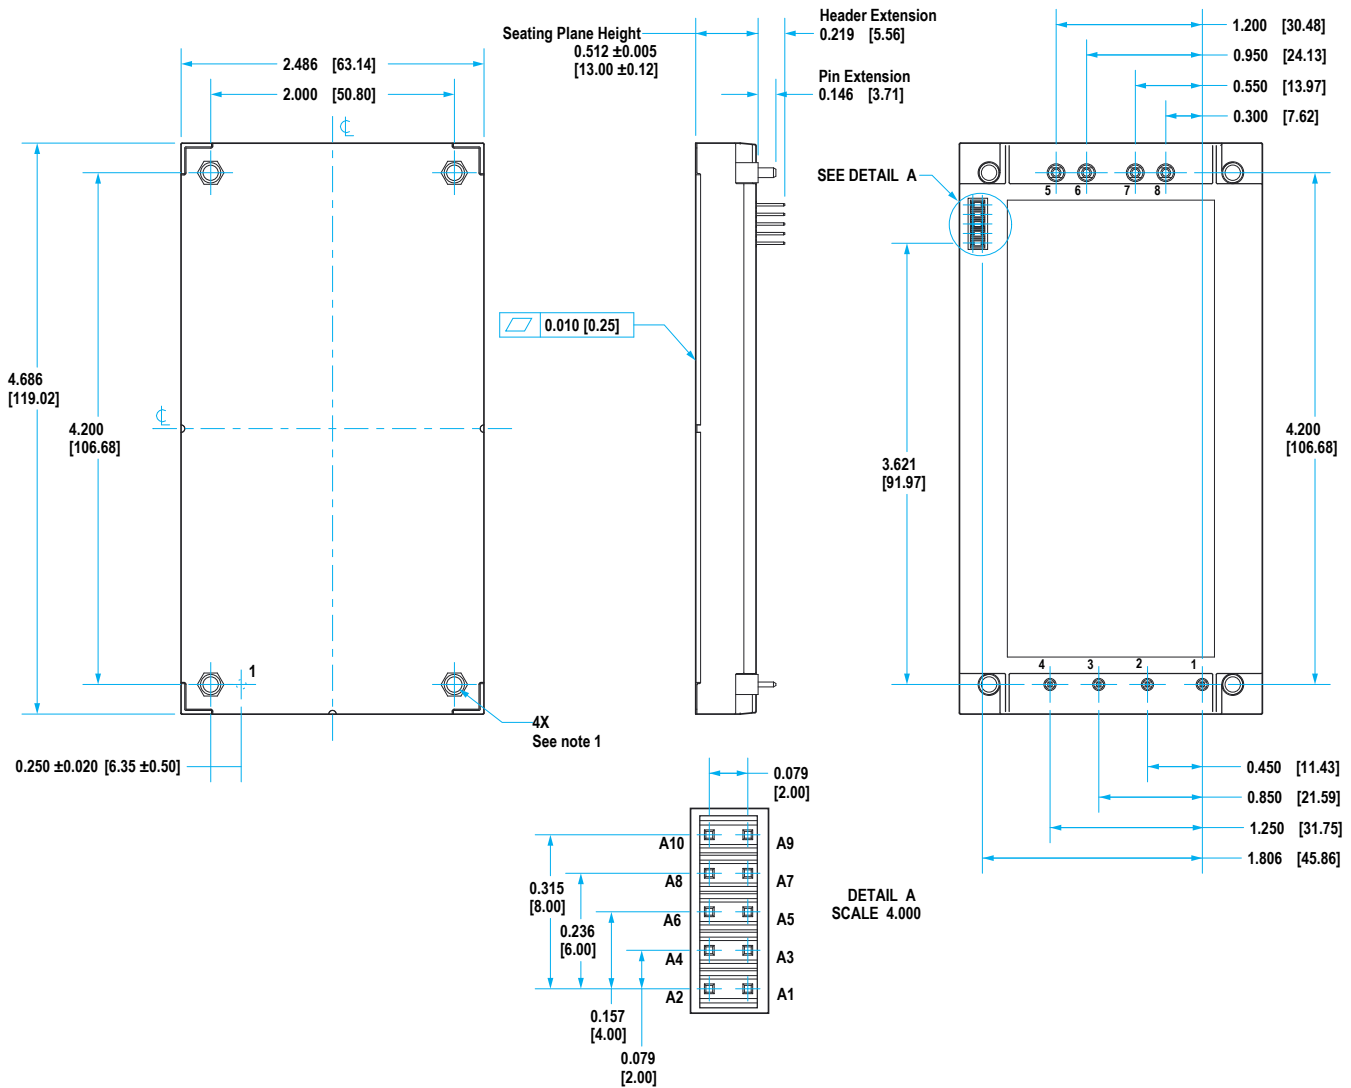 2.486 [63.14]
2.000 [50.80]
℄
4.686
[119.02]
4.200
[106.68]
℄
1
0.250 ±0.020 [6.35 ±0.50]
4X
See note 1
Seating Plane Height
0.512 ±0.005
[13.00 ±0.12]
Header Extension
0.219 [5.56]
Pin Extension
0.146 [3.71]
0.010 [0.25]
1.200 [30.48]
0.950 [24.13]
0.550 [13.97]
0.300 [7.62]
SEE DETAIL A
5 6 7 8
3.621
[91.97]
4.200
[106.68]
4 3 2 1
0.450 [11.43]
0.850 [21.59]
1.250 [31.75]
1.806 [45.86]
0.079
[2.00]
A10 A9
A8 A7
A6 A5
A4 A3
A2 A1
0.315
[8.00]
0.236
[6.00]
0.157
[4.00]
0.079
[2.00]
DETAIL A
SCALE 4.000